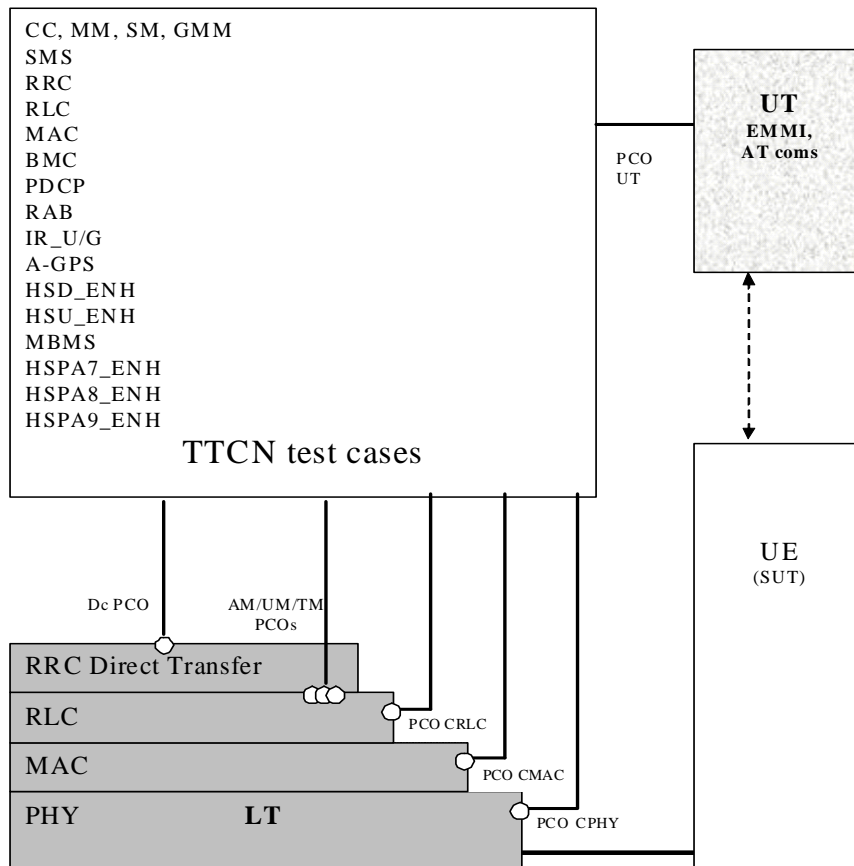 CC, MM, SM, GMM
SMS
RRC
RLC
MAC
BMC
PDCP
RAB
IR_U/G
A-GPS
HSD_ENH
HSU_ENH
MBMS
HSPA7_ENH
HSPA8_ENH
HSPA9_ENH
TTCN test cases
PCO
UT
UT
EMMI,
AT coms
UE
(SUT)
Dc PCO
AM/UM/TM
PCOs
RRC Direct Transfer
RLC
PCO CRLC
MAC
PCO CMAC
PHY LT
PCO CPHY